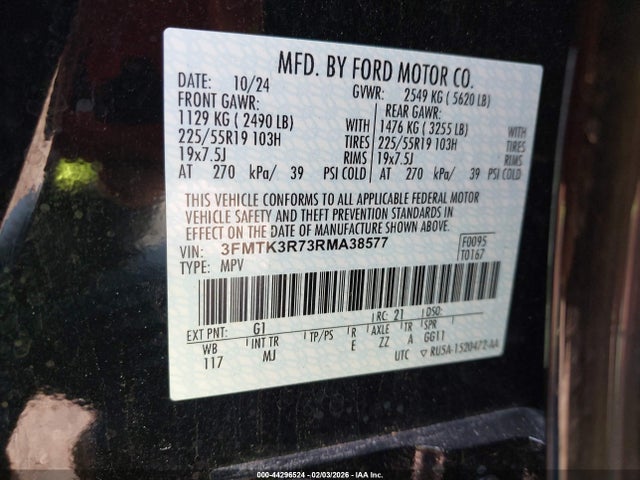 MFD. BY FORD MOTOR CO.
DATE: 10/24 GVWR: 2549 KG ( 5620 LB)
FRONT GAWR: REAR GAWR:
1129 KG ( 2490 LB) WITH 1476 KG ( 3255 LB) WITH
225/55R19 103H TIRES 225/55R19 103H TIRES
19x7.5J RIMS 19x7.5J RIMS
AT 270 kPa/ 39 PSI COLD AT 270 kPa/ 39 PSI COLD
THIS VEHICLE CONFORMS TO ALL APPLICABLE FEDERAL MOTOR
VEHICLE SAFETY AND THEFT PREVENTION STANDARDS IN
EFFECT ON THE DATE OF MANUFACTURE SHOWN ABOVE.
VIN: 3FMTK3R73RMA38577 F0095
TYPE: MPV T0167
EXT PNT: G1 RC: 21 DSO:
WB INT TR TP/PS R AXLE TR SPR
117 MJ E ZZ A GG11
UTC ▽ RU5A-1520472-AA
000-44296524 | 02/03/2026 - IAA Inc.